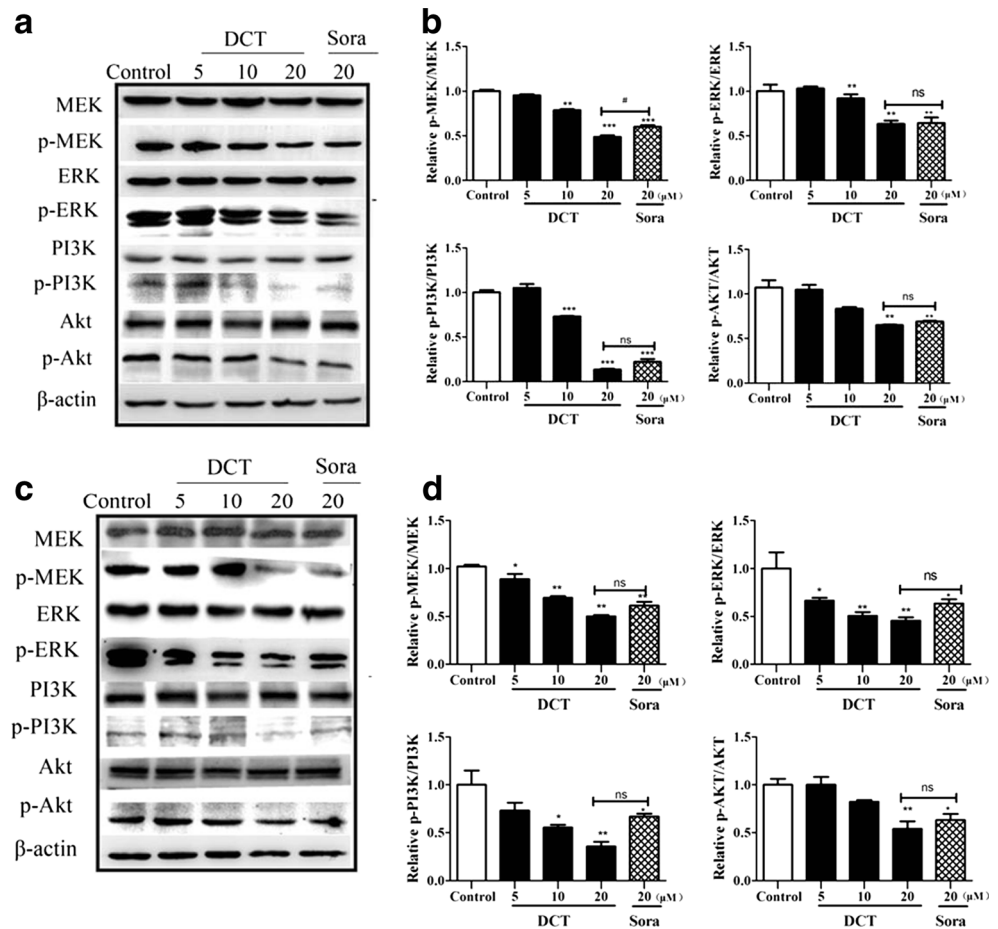 a
DCT Sora
Control 5 10 20 20
MEK
p-MEK
ERK
p-ERK
PI3K
p-PI3K
Akt
p-Akt
β-actin
b
Relative p-MEK/MEK
1.5
1.0
0.5
0.0
** *** # ***
Control 5 10 20 20 (μM)
DCT Sora
Relative p-ERK/ERK
1.5
1.0
0.5
0.0
** ** ns **
Control 5 10 20 20 (μM)
DCT Sora
Relative p-PI3K/PI3K
1.5
1.0
0.5
0.0
*** *** ns ***
Control 5 10 20 20 (μM)
DCT Sora
Relative p-AKT/AKT
1.5
1.0
0.5
0.0
** ns **
Control 5 10 20 20 (μM)
DCT Sora
c
DCT Sora
Control 5 10 20 20
MEK
p-MEK
ERK
p-ERK
PI3K
p-PI3K
Akt
p-Akt
β-actin
d
Relative p-MEK/MEK
1.5
1.0
0.5
0.0
* ** ** ns **
Control 5 10 20 20 (μM)
DCT Sora
Relative p-ERK/ERK
1.5
1.0
0.5
0.0
* ** ** ns *
Control 5 10 20 20 (μM)
DCT Sora
Relative p-PI3K/PI3K
1.5
1.0
0.5
0.0
* ** ns *
Control 5 10 20 20 (μM)
DCT Sora
Relative p-AKT/AKT
1.5
1.0
0.5
0.0
** ns *
Control 5 10 20 20 (μM)
DCT Sora